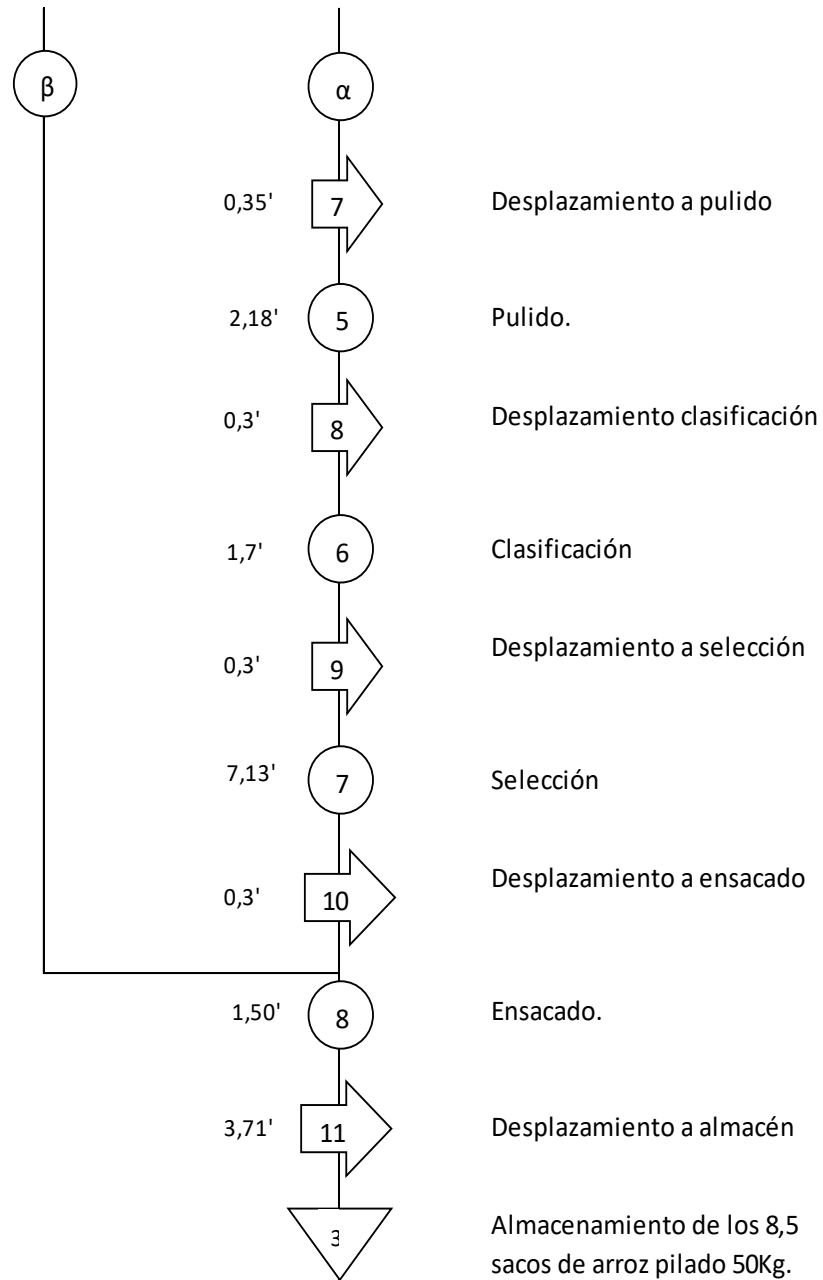 β
α
0,35'
7
Desplazamiento a pulido
2,18'
5
Pulido.
0,3'
8
Desplazamiento clasificación
1,7'
6
Clasificación
0,3'
9
Desplazamiento a selección
7,13'
7
Selección
0,3'
10
Desplazamiento a ensacado
1,50'
8
Ensacado.
3,71'
11
Desplazamiento a almacén
3
Almacenamiento de los 8,5
sacos de arroz pilado 50Kg.